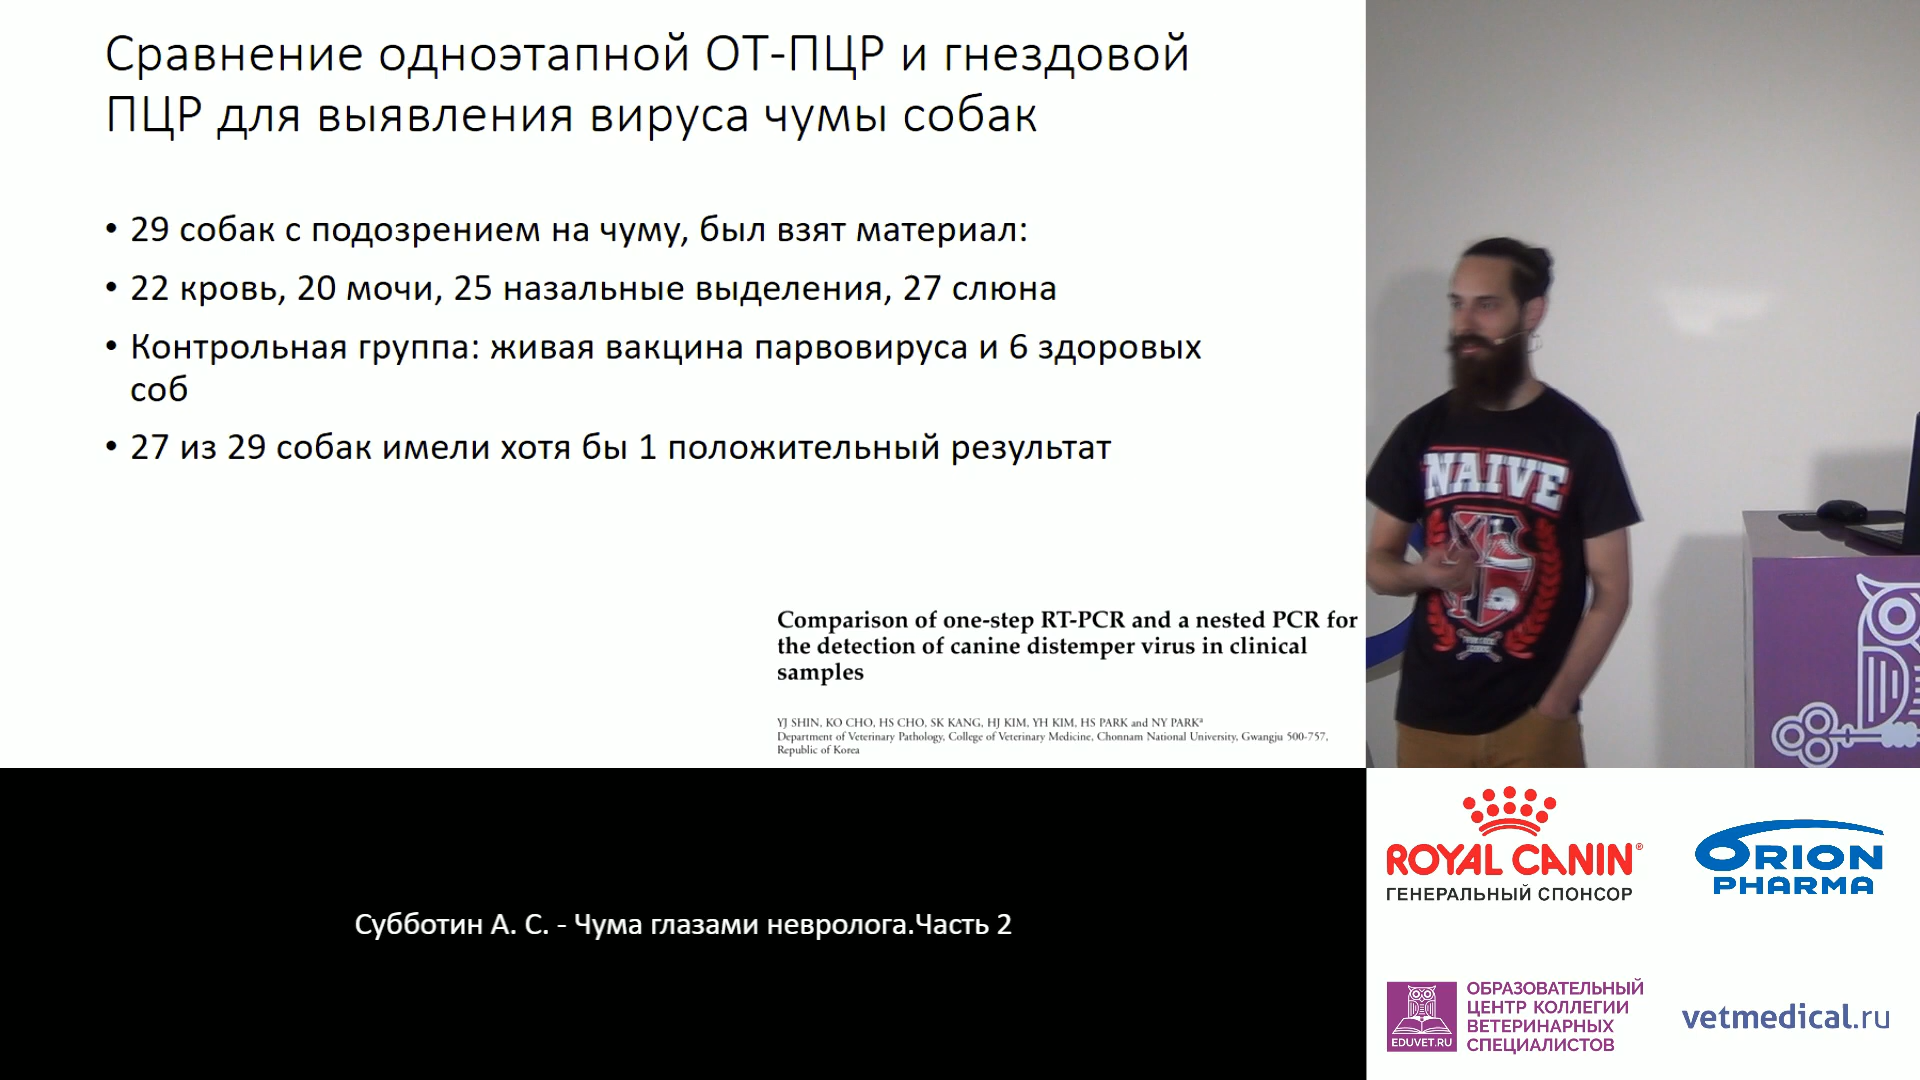 Сравнение одноэтапной ОТ-ПЦР и гнездовой
ПЦР для выявления вируса чумы собак
• 29 собак с подозрением на чуму, был взят материал:
• 22 кровь, 20 мочи, 25 назальные выделения, 27 слюна
• Контрольная группа: живая вакцина парвовируса и 6 здоровых
соб
• 27 из 29 собак имели хотя бы 1 положительный результат
Comparison of one-step RT-PCR and a nested PCR for
the detection of canine distemper virus in clinical
samples
YJ SHIN, KO CHO, HS CHO, SK KANG, HJ KIM, YH KIM, HS PARK and NY PARKª
Department of Veterinary Pathology, College of Veterinary Medicine, Chonnam National University, Gwangju 500-757,
Republic of Korea
NAIVE
Субботин А. С. - Чума глазами невролога.Часть 2
ROYAL CANIN®
ГЕНЕРАЛЬНЫЙ СПОНСОР
ORION
PHARMA
EDUVET.RU
ОБРАЗОВАТЕЛЬНЫЙ
ЦЕНТР КОЛЛЕГИИ
ВЕТЕРИНАРНЫХ
СПЕЦИАЛИСТОВ
vetmedical.ru